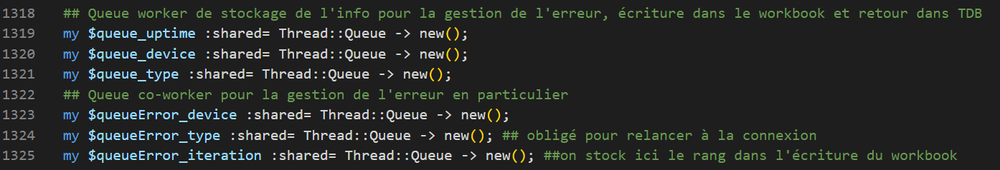 1318 ## Queue worker de stockage de l'info pour la gestion de l'erreur, écriture dans le workbook et retour dans TDB
1319 my $queue_uptime :shared= Thread::Queue -> new();
1320 my $queue_device :shared= Thread::Queue -> new();
1321 my $queue_type :shared= Thread::Queue -> new();
1322 ## Queue co-worker pour la gestion de l'erreur en particulier
1323 my $queueError_device :shared= Thread::Queue -> new();
1324 my $queueError_type :shared= Thread::Queue -> new(); ## obligé pour relancer à la connexion
1325 my $queueError_iteration :shared= Thread::Queue -> new(); ##on stock ici le rang dans l'écriture du workbook